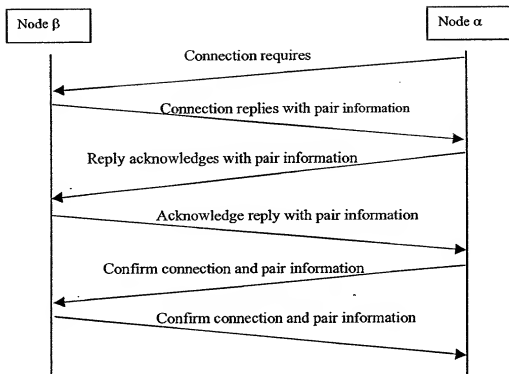 Node β
Node α
Connection requires
Connection replies with pair information
Reply acknowledges with pair information
Acknowledge reply with pair information
Confirm connection and pair information
Confirm connection and pair information